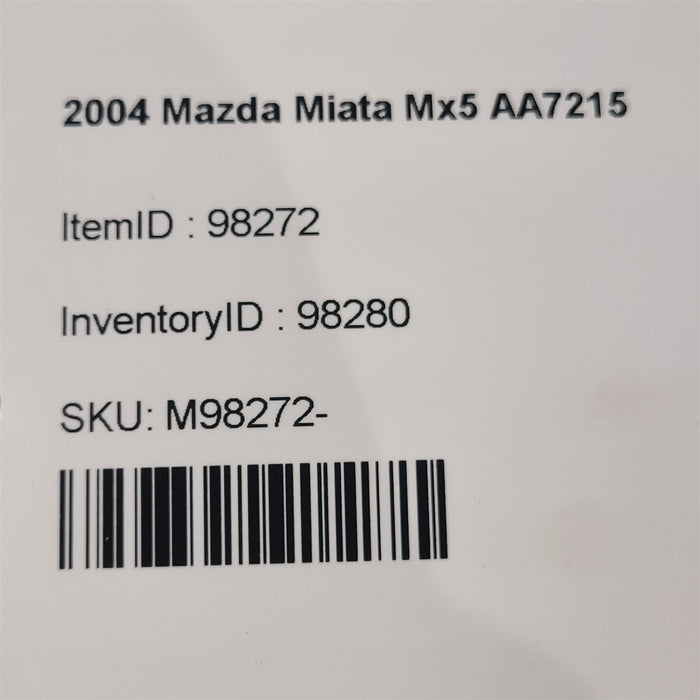 2004 Mazda Miata Mx5 AA7215
ItemID : 98272
InventoryID : 98280
SKU: M98272-